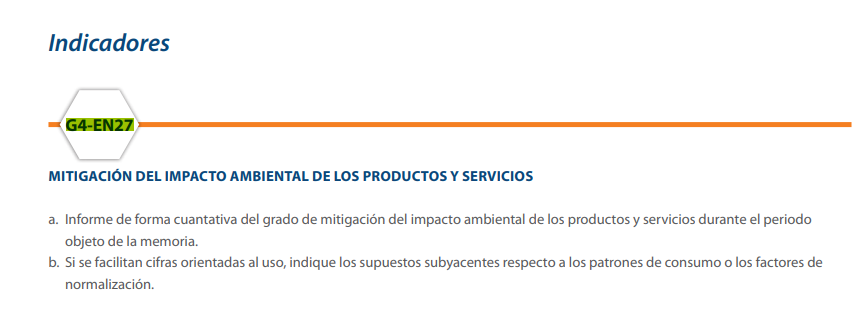 Indicadores
G4-EN27
MITIGACIÓN DEL IMPACTO AMBIENTAL DE LOS PRODUCTOS Y SERVICIOS
a. Informe de forma cuantativa del grado de mitigación del impacto ambiental de los productos y servicios durante el periodo
objeto de la memoria.
b. Si se facilitan cifras orientadas al uso, indique los supuestos subyacentes respecto a los patrones de consumo o los factores de
normalización.